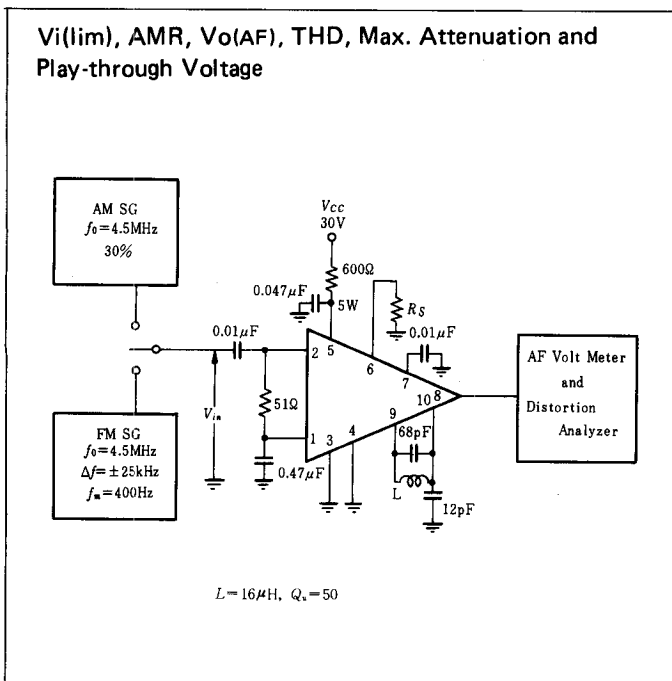 Vi(lim), AMR, Vo(AF), THD, Max. Attenuation and
Play-through Voltage
AM SG
f₀=4.5MHz
30%
VCC
30V
600Ω
0.047μF
5W
RS
0.01μF
0.01μF
2
5
6
7
10
8
AF Volt Meter
and
Distortion
Analyzer
Vin
51Ω
9
68pF
1
3
4
FM SG
f₀=4.5MHz
Δf=±25kHz
fm=400Hz
0.47μF
L
12pF
L=16μH, Qu=50